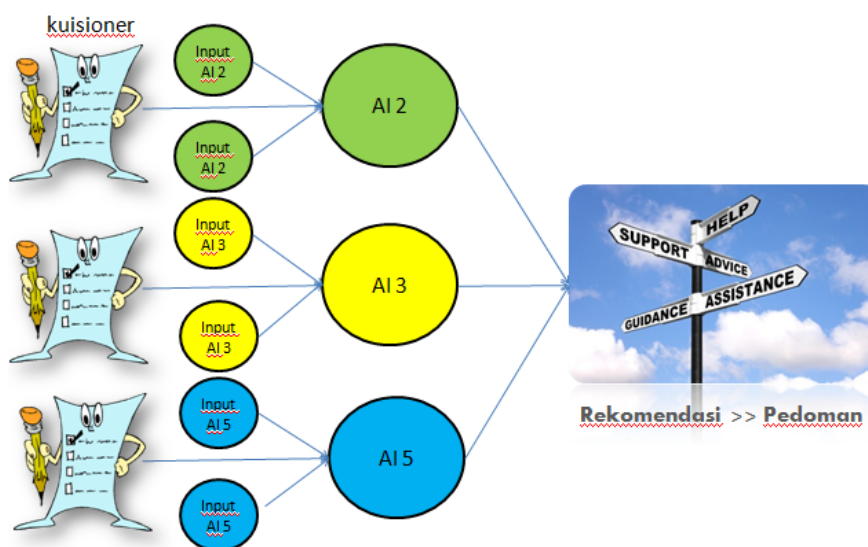 kuisioner
Input
AI 2
AI 2
Input
AI 2
Input
AI 3
AI 3
Input
AI 3
Input
AI 5
AI 5
Input
AI 5
HELP
SUPPORT
ADVICE
ASSISTANCE
GUIDANCE
Rekomendasi >> Pedoman